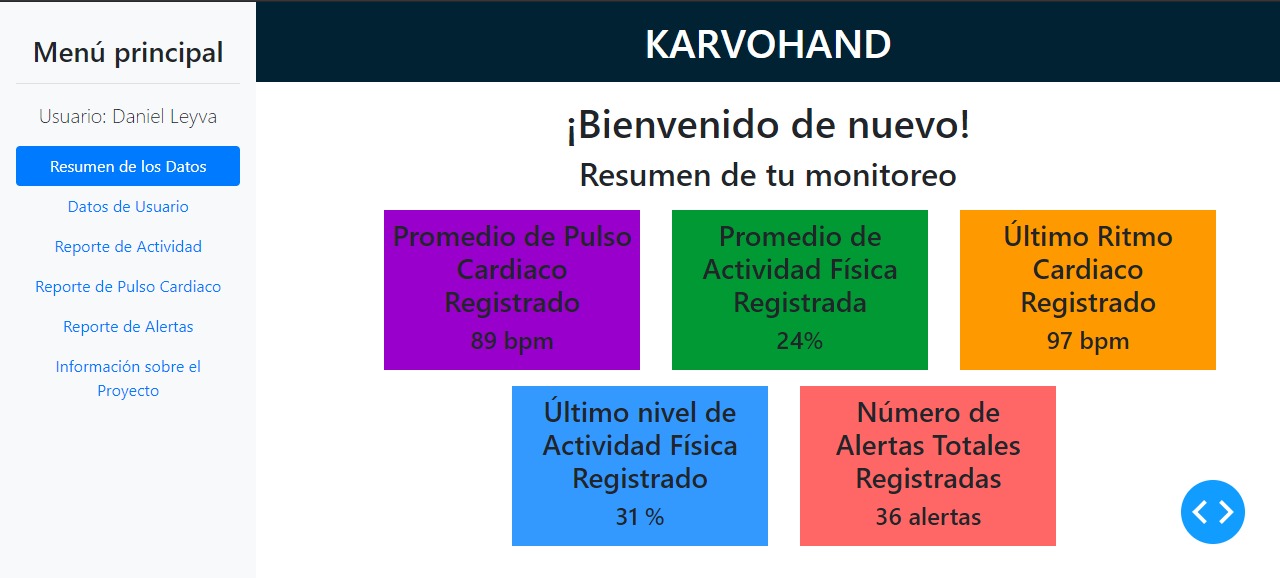 Menú principal
Usuario: Daniel Leyva
Resumen de los Datos
Datos de Usuario
Reporte de Actividad
Reporte de Pulso Cardiaco
Reporte de Alertas
Información sobre el
Proyecto
KARVOHAND
¡Bienvenido de nuevo!
Resumen de tu monitoreo
Promedio de Pulso
Cardiaco
Registrado
89 bpm
Promedio de
Actividad Física
Registrada
24%
Último Ritmo
Cardiaco
Registrado
97 bpm
Último nivel de
Actividad Física
Registrado
31 %
Número de
Alertas Totales
Registradas
36 alertas